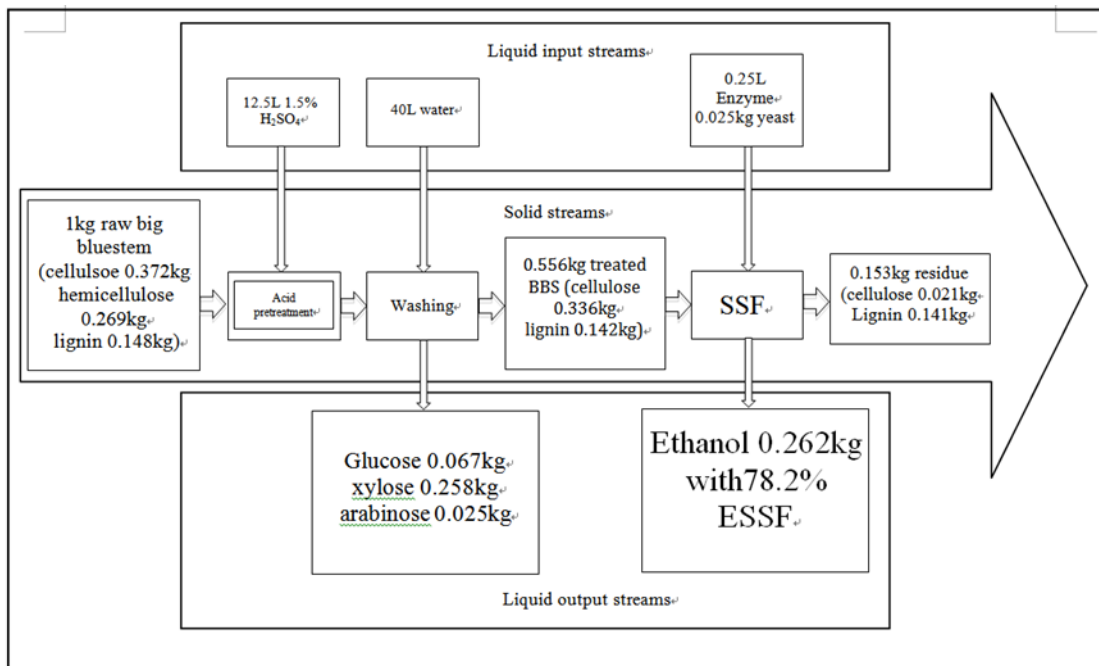 Liquid input streams
12.5L 1.5%
H₂SO₄
40L water
0.25L
Enzyme
0.025kg yeast
Solid streams
1kg raw big
bluestem
(cellulsoe 0.372kg
hemicellulose
0.269kg
lignin 0.148kg)
Acid
pretreatment
Washing
0.556kg treated
BBS (cellulose
0.336kg
lignin 0.142kg)
SSF
0.153kg residue
(cellulose 0.021kg
Lignin 0.141kg)
Glucose 0.067kg
xylose 0.258kg
arabinose 0.025kg
Ethanol 0.262kg
with78.2%
ESSF
Liquid output streams